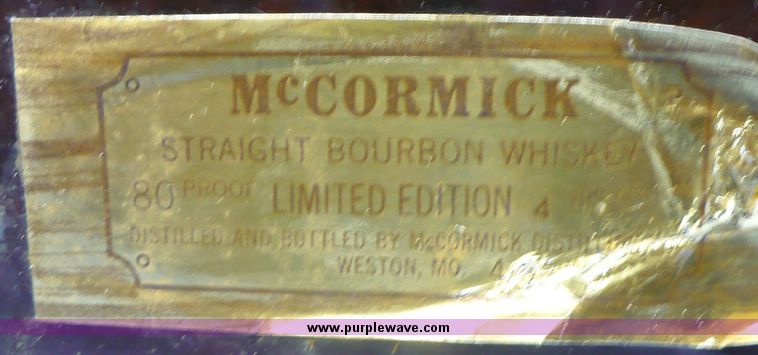 McCORMICK
STRAIGHT BOURBON WHISKEY
80 PROOF LIMITED EDITION 4
DISTILLED AND BOTTLED BY McCORMICK
WESTON, MO. 4
www.purplewave.com